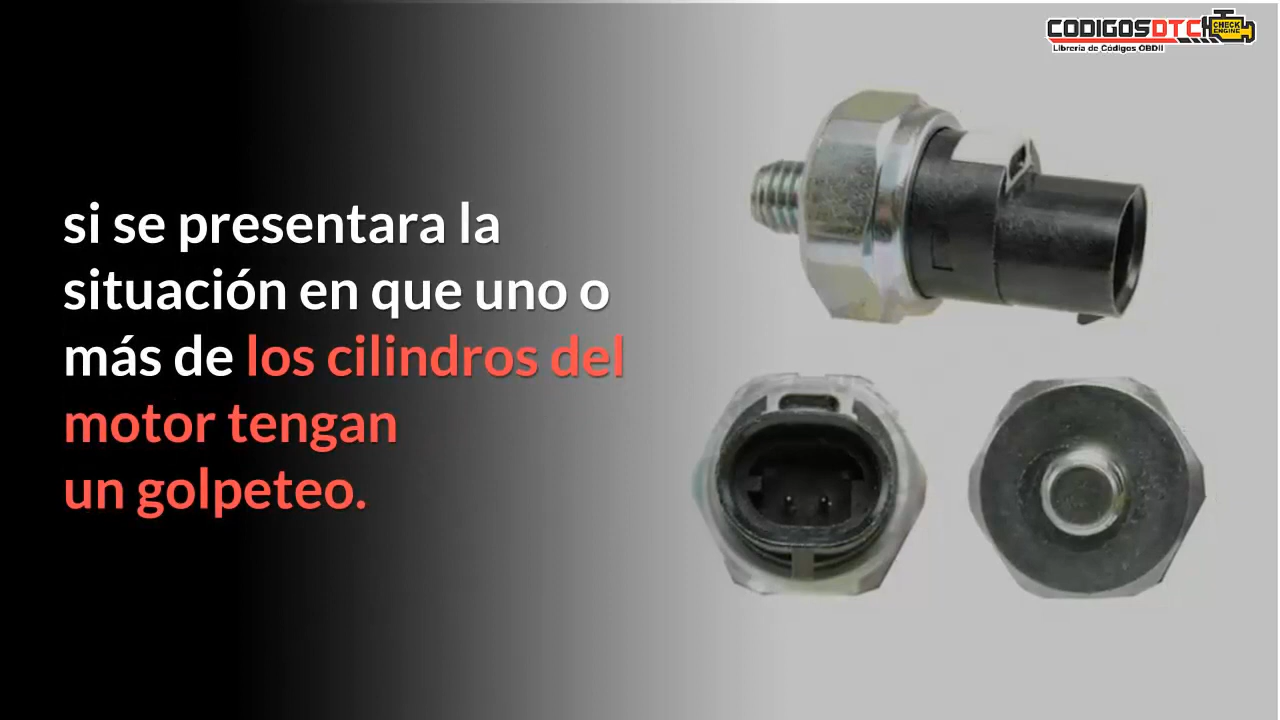 CODIGOSDTC
CHECK
ENGINE
Libreria de Códigos OBDII
si se presentara la
situación en que uno o
más de los cilindros del
motor tengan
un golpeteo.